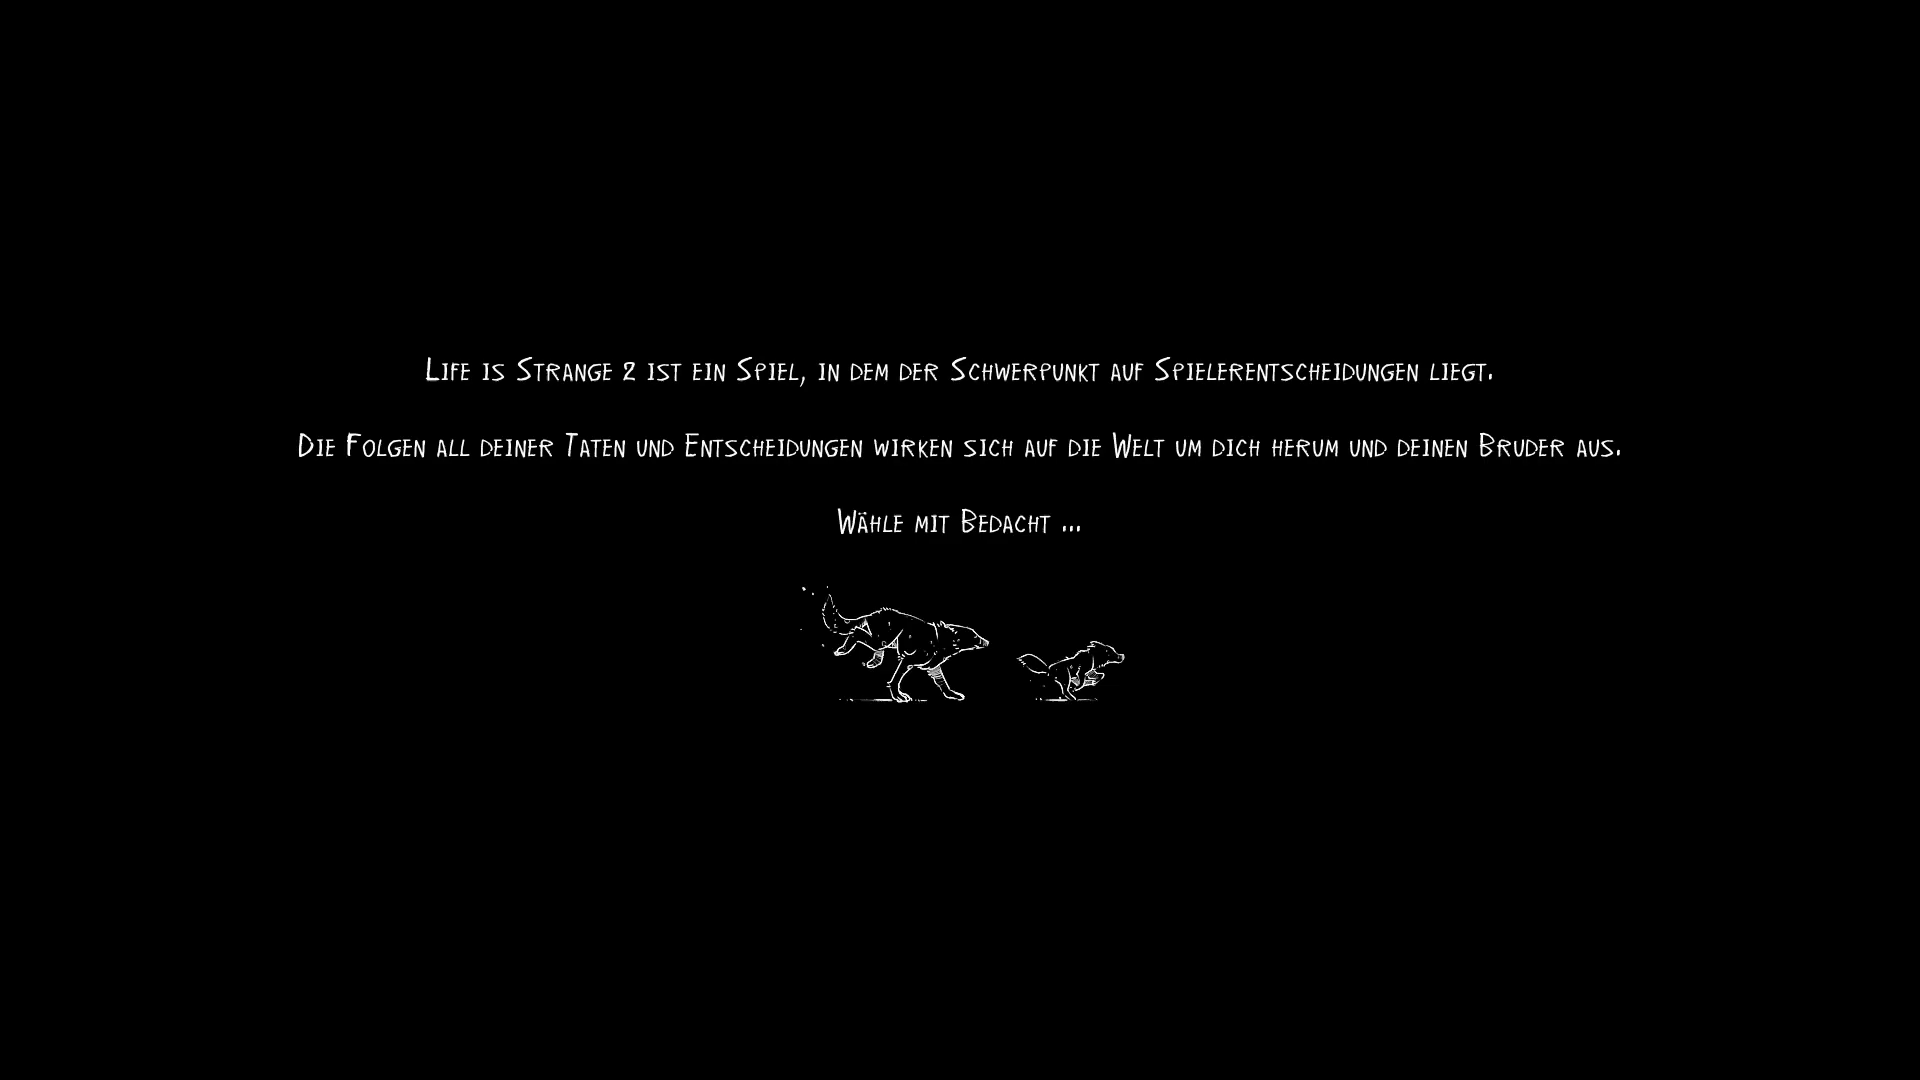 Life is Strange 2 ist ein Spiel, in dem der Schwerpunkt auf Spielerentscheidungen liegt.
Die Folgen all deiner Taten und Entscheidungen wirken sich auf die Welt um dich herum und deinen Bruder aus.
Wähle mit Bedacht ...